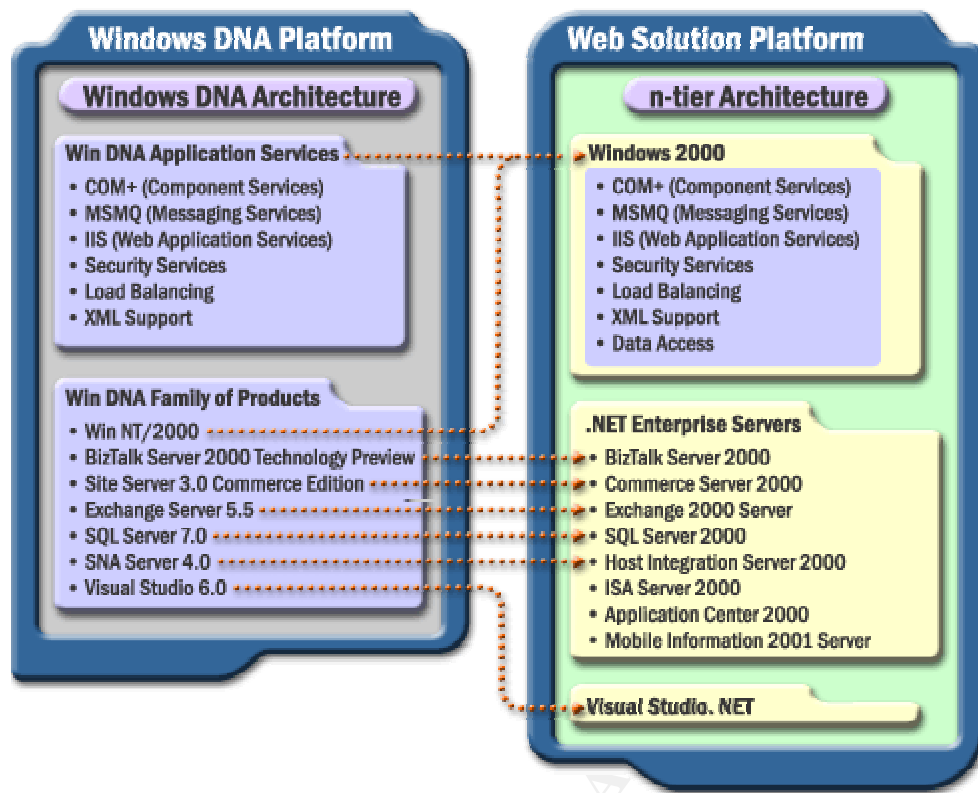 Windows DNA Platform
Windows DNA Architecture
Win DNA Application Services
• COM+ (Component Services)
• MSMQ (Messaging Services)
• IIS (Web Application Services)
• Security Services
• Load Balancing
• XML Support
Win DNA Family of Products
• Win NT/2000
• BizTalk Server 2000 Technology Preview
• Site Server 3.0 Commerce Edition
• Exchange Server 5.5
• SQL Server 7.0
• SNA Server 4.0
• Visual Studio 6.0
Web Solution Platform
n-tier Architecture
Windows 2000
• COM+ (Component Services)
• MSMQ (Messaging Services)
• IIS (Web Application Services)
• Security Services
• Load Balancing
• XML Support
• Data Access
.NET Enterprise Servers
• BizTalk Server 2000
• Commerce Server 2000
• Exchange 2000 Server
• SQL Server 2000
• Host Integration Server 2000
• ISA Server 2000
• Application Center 2000
• Mobile Information 2001 Server
Visual Studio. NET